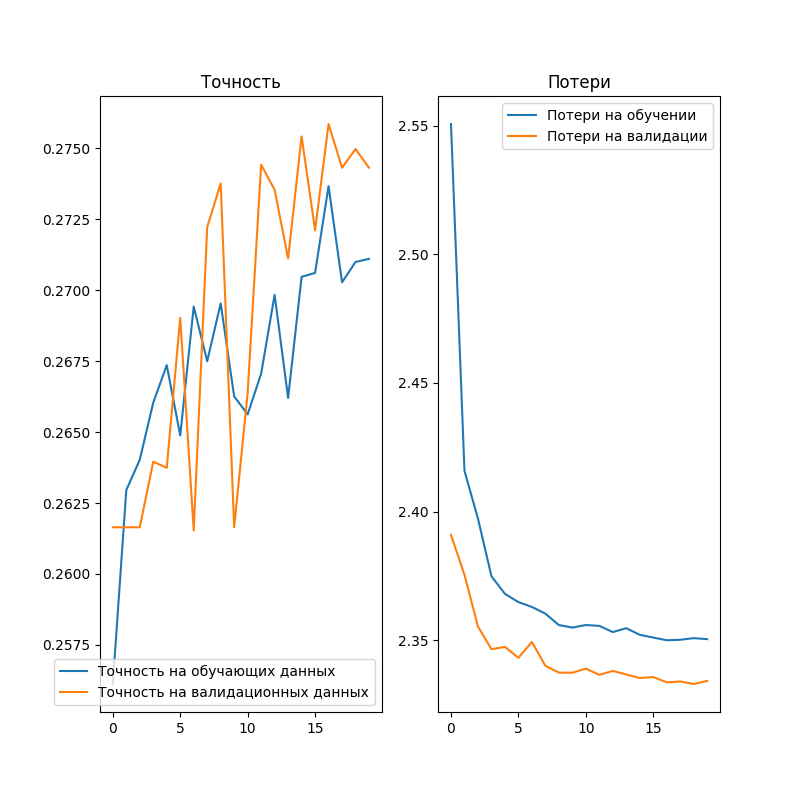 Точность
0.2750
0.2725
0.2700
0.2675
0.2650
0.2625
0.2600
0.2575
Точность на обучающих данных
Точность на валидационных данных
0 5 10 15
Потери
Потери на обучении
Потери на валидации
2.55
2.50
2.45
2.40
2.35
0 5 10 15